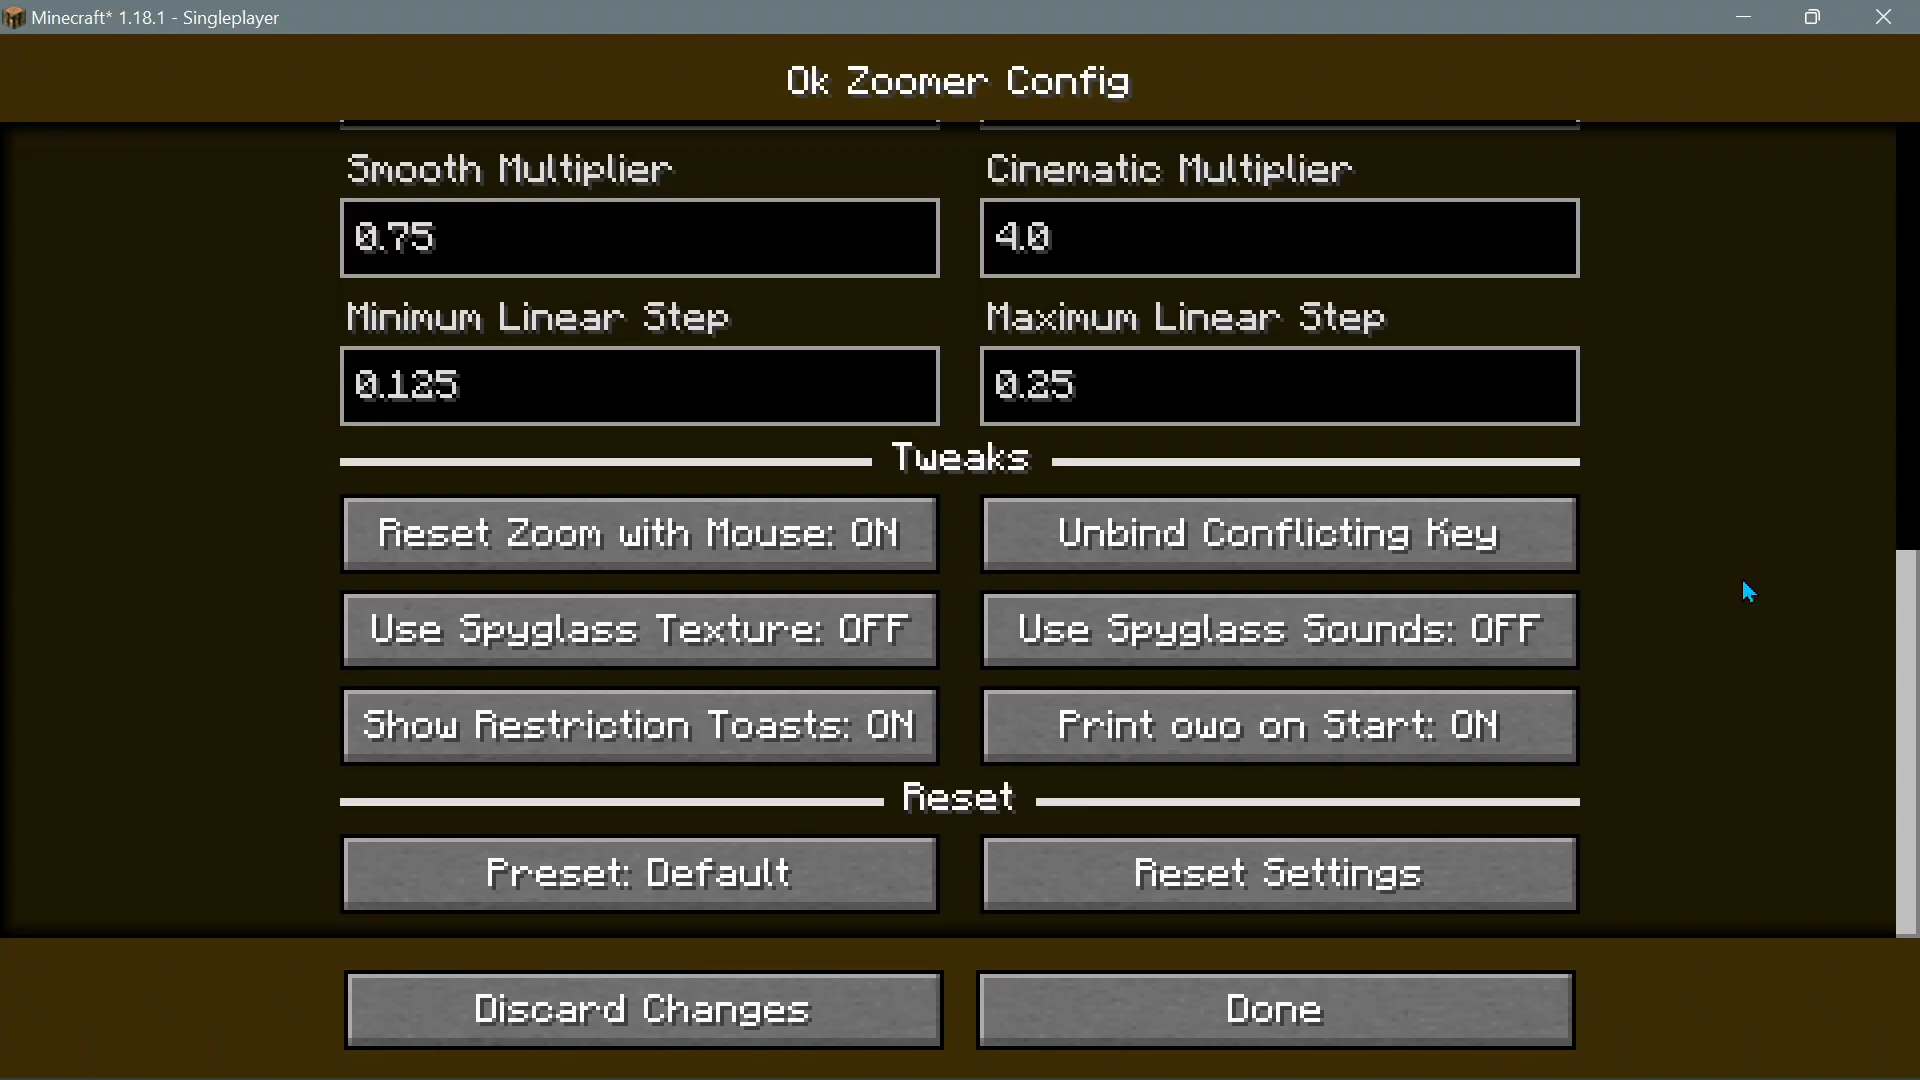 Minecraft* 1.18.1 - Singleplayer
Ok Zoomer Config
Smooth Multiplier
Cinematic Multiplier
0.75
4.0
Minimum Linear Step
Maximum Linear Step
0.125
0.25
Tweaks
Reset Zoom with Mouse: ON
Unbind Conflicting Key
Use Spyglass Texture: OFF
Use Spyglass Sounds: OFF
Show Restriction Toasts: ON
Print owo on Start: ON
Reset
Preset: Default
Reset Settings
Discard Changes
Done